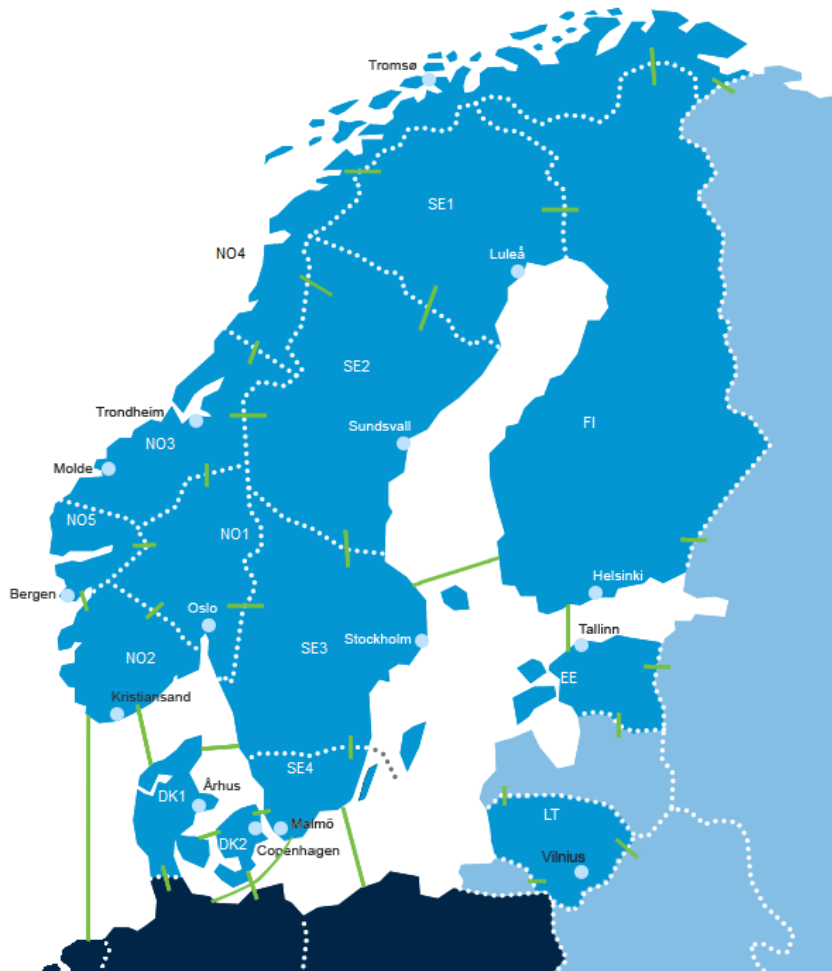 Tromsø
SE1
NO4
Luleå
SE2
Trondheim
NO3
Sundsvall
FI
Molde
NO5
NO1
Bergen
Oslo
Helsinki
Stockholm
Tallinn
NO2
SE3
EE
Kristiansand
SE4
DK1
Århus
LT
Malmö
DK2
Copenhagen
Vilnius